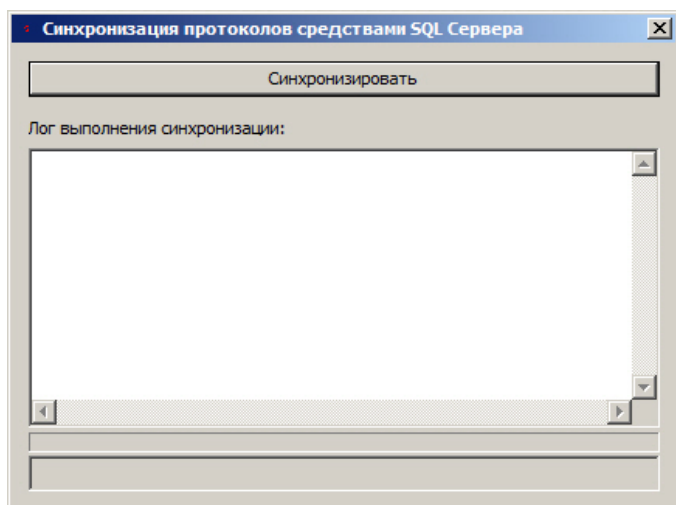 Синхронизация протоколов средствами SQL Сервера
Синхронизировать
Лог выполнения синхронизации: